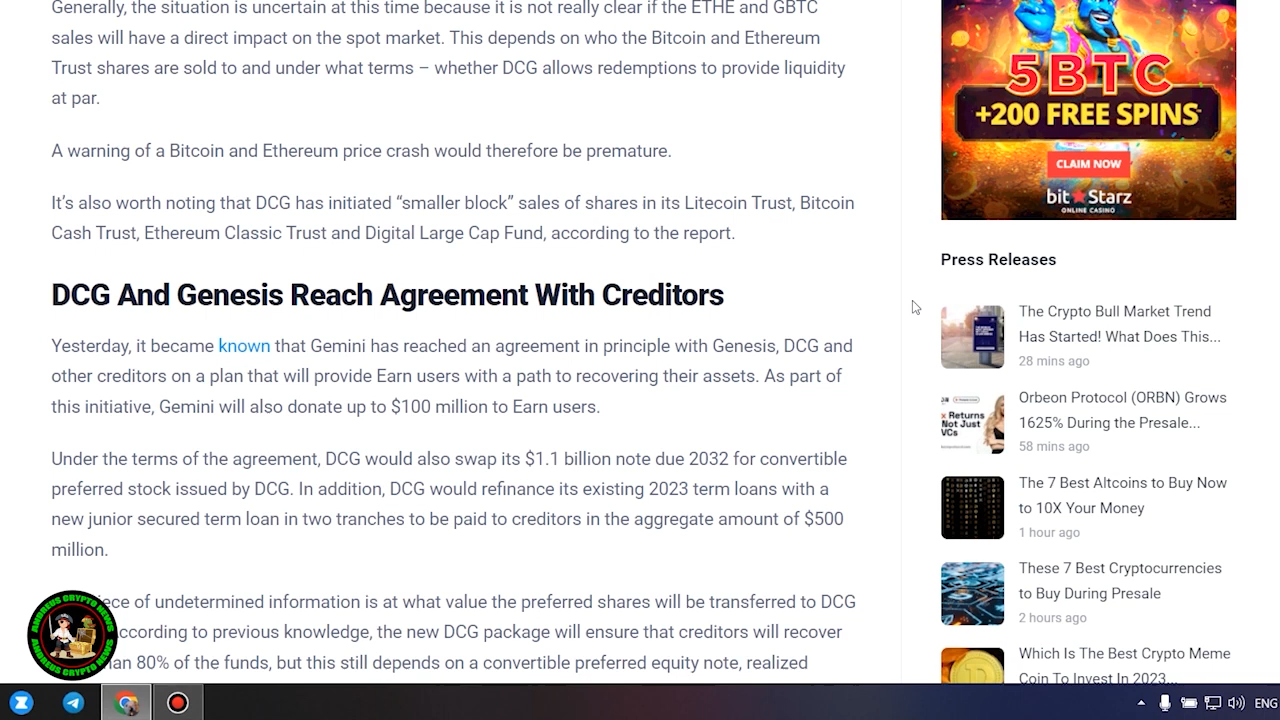 Generally, the situation is uncertain at this time because it is not really clear if the ETHE and GBTC
sales will have a direct impact on the spot market. This depends on who the Bitcoin and Ethereum
Trust shares are sold to and under what terms – whether DCG allows redemptions to provide liquidity
at par.
A warning of a Bitcoin and Ethereum price crash would therefore be premature.
It's also worth noting that DCG has initiated “smaller block” sales of shares in its Litecoin Trust, Bitcoin
Cash Trust, Ethereum Classic Trust and Digital Large Cap Fund, according to the report.
DCG And Genesis Reach Agreement With Creditors
Yesterday, it became known that Gemini has reached an agreement in principle with Genesis, DCG and
other creditors on a plan that will provide Earn users with a path to recovering their assets. As part of
this initiative, Gemini will also donate up to $100 million to Earn users.
Under the terms of the agreement, DCG would also swap its $1.1 billion note due 2032 for convertible
preferred stock issued by DCG. In addition, DCG would refinance its existing 2023 term loans with a
new junior secured term loan in two tranches to be paid to creditors in the aggregate amount of $500
million.
iece of undetermined information is at what value the preferred shares will be transferred to DCG
ccording to previous knowledge, the new DCG package will ensure that creditors will recover
an 80% of the funds, but this still depends on a convertible preferred equity note, realized
5BTC
+200 FREE SPINS
CLAIM NOW
bit Starz
ONLINE CASINO
Press Releases
The Crypto Bull Market Trend
Has Started! What Does This...
28 mins ago
Returns
Not Just
VCs
Orbeon Protocol (ORBN) Grows
1625% During the Presale...
58 mins ago
The 7 Best Altcoins to Buy Now
to 10X Your Money
1 hour ago
These 7 Best Cryptocurrencies
to Buy During Presale
2 hours ago
Which Is The Best Crypto Meme
Coin To Invest In 2023...
ANDREUS CRYPTO NEWS
ANDREUS CRYPTO NEWS
ENG